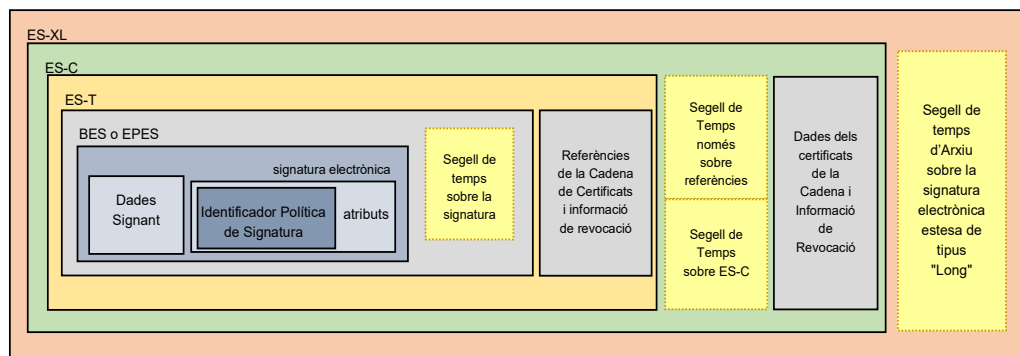 ES-XL
ES-C
ES-T
BES o EPES
signatura electrònica
Dades
Signant
Identificador Política
de Signatura
atributs
Segell de
temps
sobre la
signatura
Referències
de la Cadena
de Certificats
i informació
de revocació
Segell de
Temps
només
sobre
referències
Segell de
Temps
sobre ES-C
Dades dels
certificats
de la
Cadena i
Informació
de
Revocació
Segell de
temps
d'Arxiu
sobre la
signatura
electrònica
estesa de
tipus
"Long"